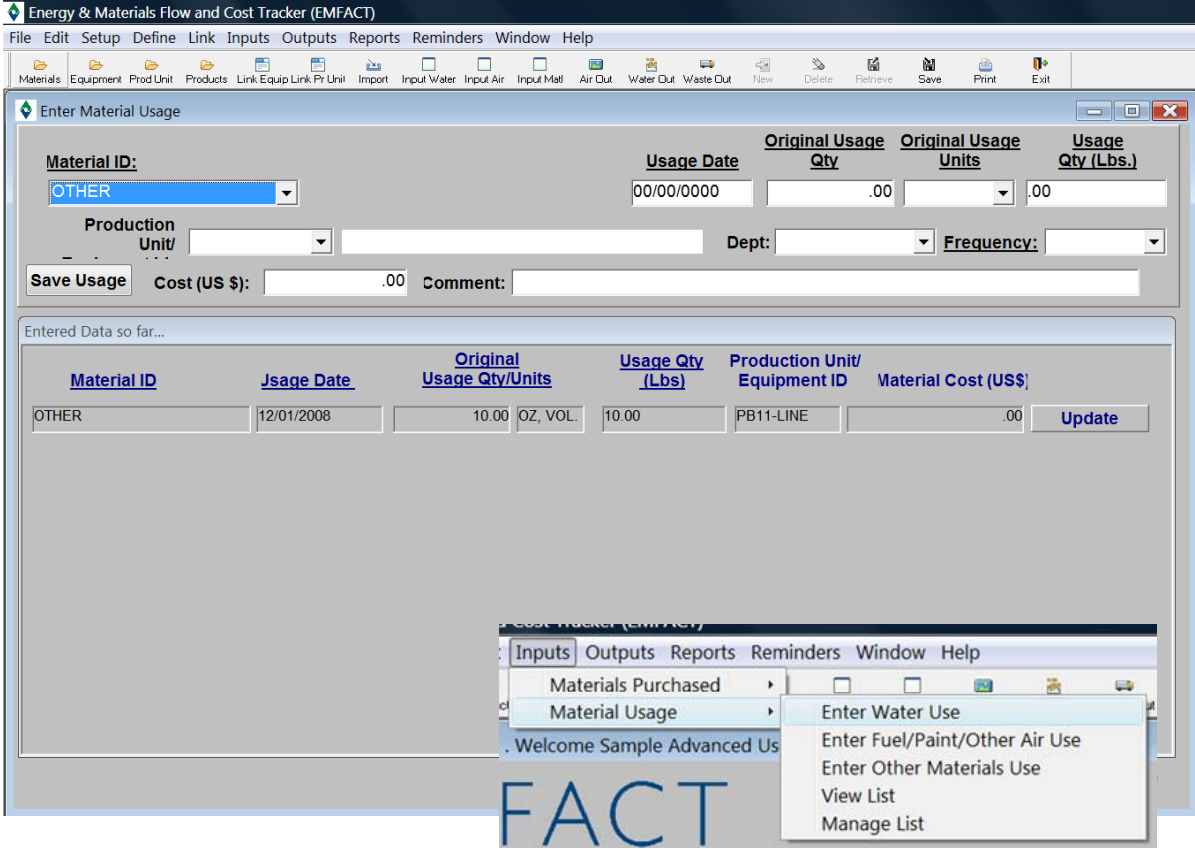 Energy & Materials Flow and Cost Tracker (EMFACT)
File Edit Setup Define Link Inputs Outputs Reports Reminders Window Help
Materials Equipment Prod Unit Products Link Equip Link Pr Unit Import Input Water Input Air Input Matl Air Out Water Out Waste Out New Delete Retrieve Save Print Exit
Enter Material Usage
Material ID: Usage Date Original Usage Qty Original Usage Units Usage Qty (Lbs.)
OTHER 00/00/0000 .00 .00
Production
Unit/ Dept: Frequency:
Save Usage Cost (US $): .00 Comment:
Entered Data so far...
Material ID Jsage Date Original Usage Qty/Units Usage Qty (Lbs) Production Unit/ Equipment ID Material Cost (US$)
OTHER 12/01/2008 10.00 OZ, VOL. 10.00 PB11-LINE .00 Update
Cost Tracker (EMFACT)
Inputs Outputs Reports Reminders Window Help
Materials Purchased
Material Usage Enter Water Use
. Welcome Sample Advanced Us Enter Fuel/Paint/Other Air Use
Enter Other Materials Use
View List
FACT Manage List